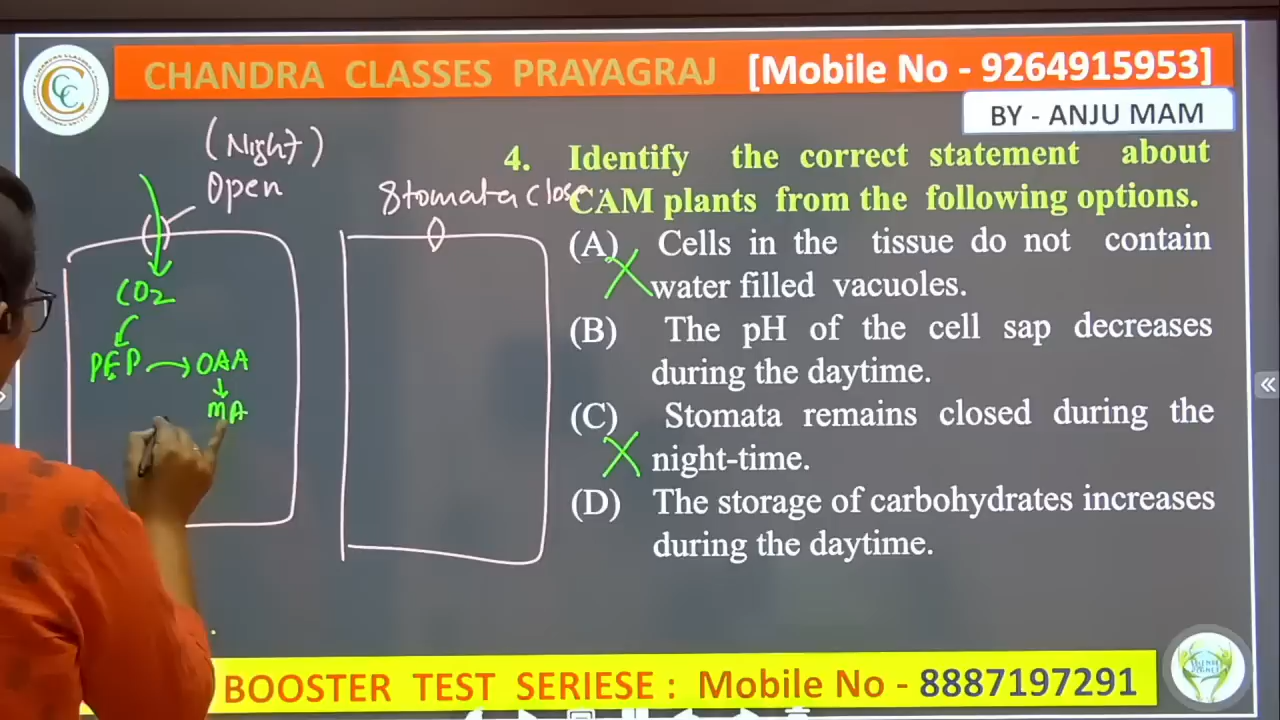 CHANDRA CLASSES PRAYAGRAJ [Mobile No - 9264915953]
BY - ANJU MAM
(Night)
Open
Stomata close
CO2
PEP → OAA
↓
MA
4. Identify the correct statement about
CAM plants from the following options.
(A) Cells in the tissue do not contain
water filled vacuoles.
(B) The pH of the cell sap decreases
during the daytime.
(C) Stomata remains closed during the
night-time.
(D) The storage of carbohydrates increases
during the daytime.
BOOSTER TEST SERIESE : Mobile No - 8887197291